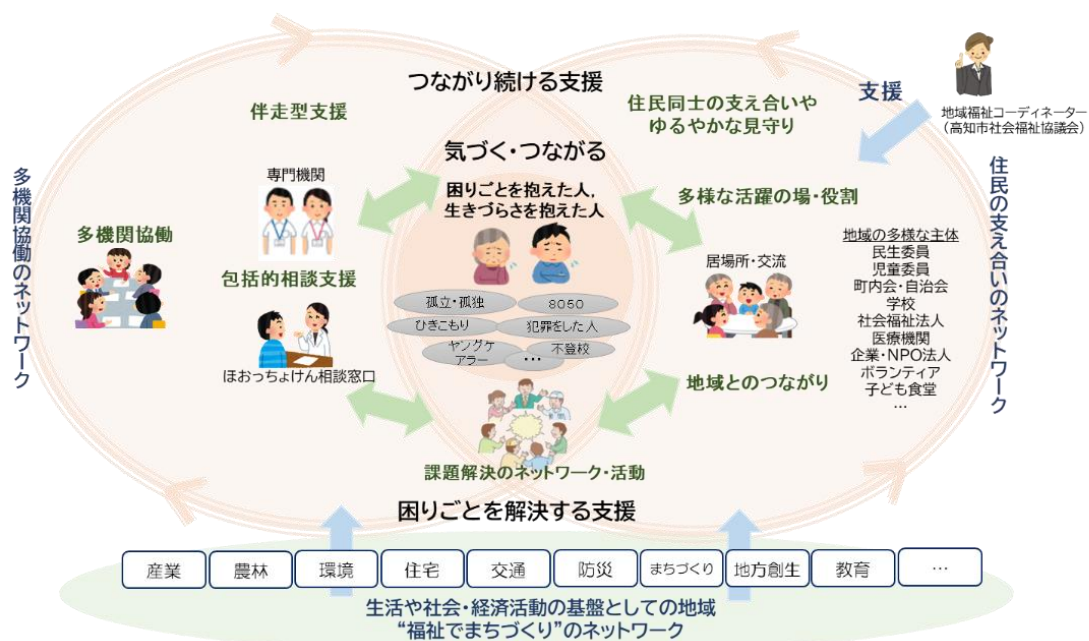 つながり続ける支援
伴走型支援
住民同士の支え合いや
ゆるやかな見守り
支援
地域福祉コーディネーター
（高知市社会福祉協議会）
気づく・つながる
困りごとを抱えた人，
生きづらさを抱えた人
専門機関
多機関協働のネットワーク
多機関協働
包括的相談支援
ほおっちょけん相談窓口
孤立・孤独
8050
ひきこもり
犯罪をした人
ヤングケ
アラー
不登校
…
多様な活躍の場・役割
居場所・交流
地域とのつながり
地域の多様な主体
民生委員
児童委員
町内会・自治会
学校
社会福祉法人
医療機関
企業・NPO法人
ボランティア
子ども食堂
…
住民の支え合いのネットワーク
課題解決のネットワーク・活動
困りごとを解決する支援
産業
農林
環境
住宅
交通
防災
まちづくり
地方創生
教育
…
生活や社会・経済活動の基盤としての地域
“福祉でまちづくり”のネットワーク